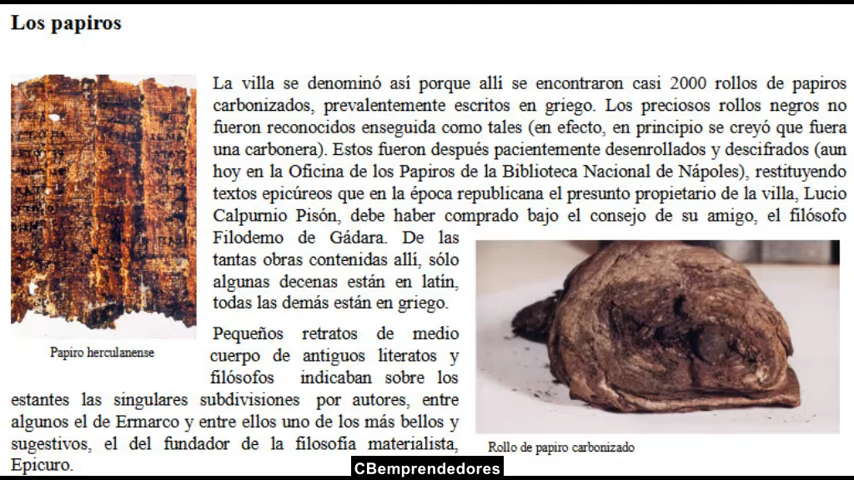 Los papiros
La villa se denominó así porque allí se encontraron casi 2000 rollos de papiros
carbonizados, prevalentemente escritos en griego. Los preciosos rollos negros no
fueron reconocidos enseguida como tales (en efecto, en principio se creyó que fuera
una carbonera). Estos fueron después pacientemente desenrollados y descifrados (aun
hoy en la Oficina de los Papiros de la Biblioteca Nacional de Nápoles), restituyendo
textos epicúreos que en la época republicana el presunto propietario de la villa, Lucio
Calpurnio Pisón, debe haber comprado bajo el consejo de su amigo, el filósofo
Filodemo de Gádara. De las
tantas obras contenidas allí, sólo
algunas decenas están en latín,
todas las demás están en griego.
Pequeños retratos de medio
cuerpo de antiguos literatos y
filósofos indicaban sobre los
estantes las singulares subdivisiones por autores, entre
algunos el de Ermarco y entre ellos uno de los más bellos y
sugestivos, el del fundador de la filosofía materialista,
Epicuro.
Papiro herculanense
Rollo de papiro carbonizado
CBemprendedores